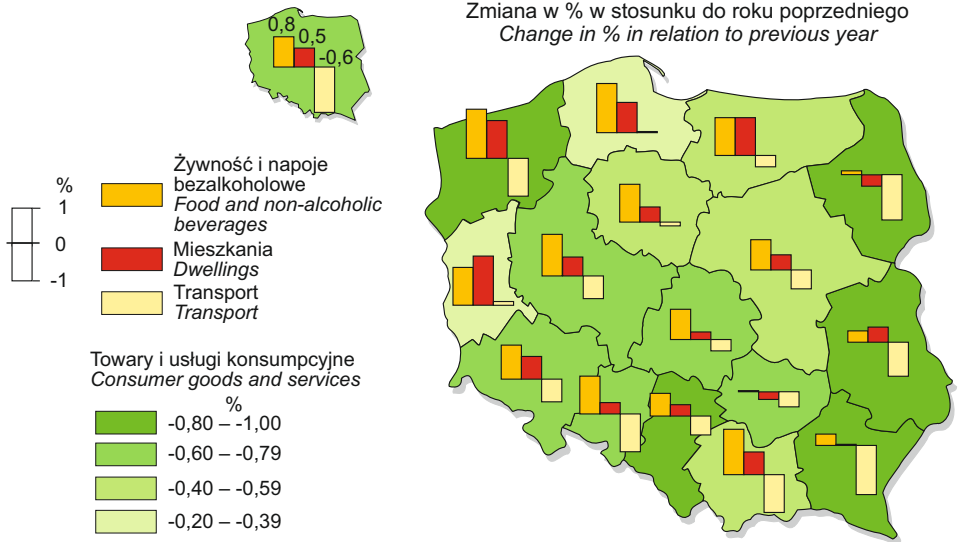 Zmiana w % w stosunku do roku poprzedniego
Change in % in relation to previous year
0,8
0,5
-0,6
%
1
0
-1
Żywność i napoje
bezalkoholowe
Food and non-alcoholic
beverages
Mieszkania
Dwellings
Transport
Transport
Towary i usługi konsumpcyjne
Consumer goods and services
%
-0,80 – -1,00
-0,60 – -0,79
-0,40 – -0,59
-0,20 – -0,39